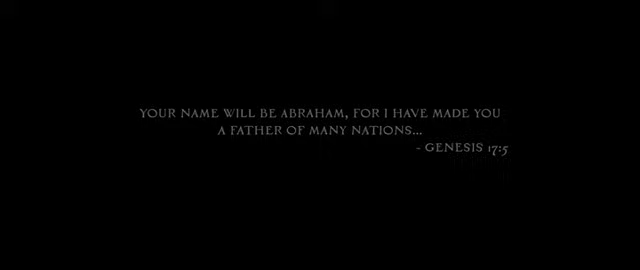 YOUR NAME WILL BE ABRAHAM, FOR I HAVE MADE YOU
A FATHER OF MANY NATIONS...
- GENESIS 17:5